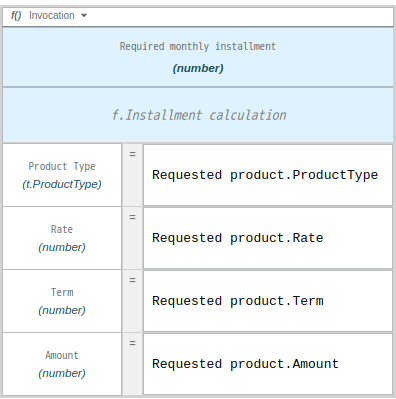 f() Invocation
Required monthly installment
(number)
f.Installment calculation
Product Type
(t.ProductType)
=
Requested product.ProductType
Rate
(number)
=
Requested product.Rate
Term
(number)
=
Requested product.Term
Amount
(number)
=
Requested product.Amount